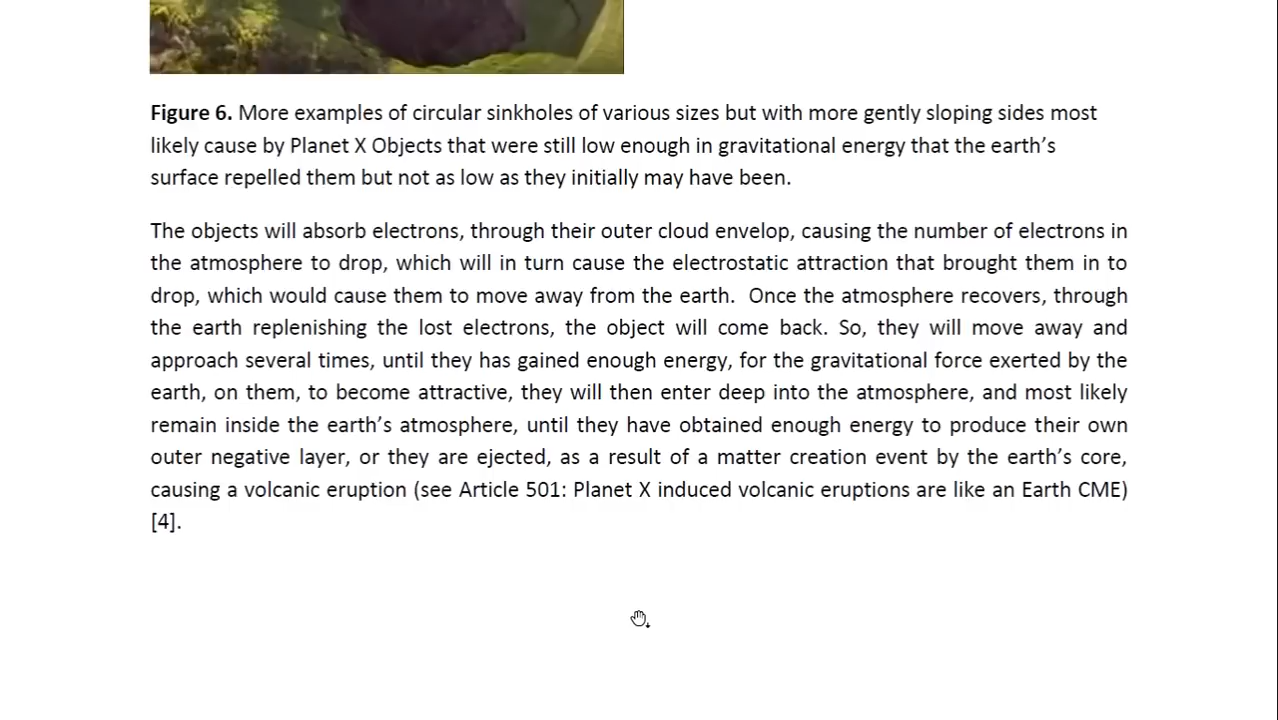 Figure 6. More examples of circular sinkholes of various sizes but with more gently sloping sides most
likely cause by Planet X Objects that were still low enough in gravitational energy that the earth's
surface repelled them but not as low as they initially may have been.
The objects will absorb electrons, through their outer cloud envelop, causing the number of electrons in
the atmosphere to drop, which will in turn cause the electrostatic attraction that brought them in to
drop, which would cause them to move away from the earth.  Once the atmosphere recovers, through
the earth replenishing the lost electrons, the object will come back. So, they will move away and
approach several times, until they has gained enough energy, for the gravitational force exerted by the
earth, on them, to become attractive, they will then enter deep into the atmosphere, and most likely
remain inside the earth's atmosphere, until they have obtained enough energy to produce their own
outer negative layer, or they are ejected, as a result of a matter creation event by the earth's core,
causing a volcanic eruption (see Article 501: Planet X induced volcanic eruptions are like an Earth CME)
[4].